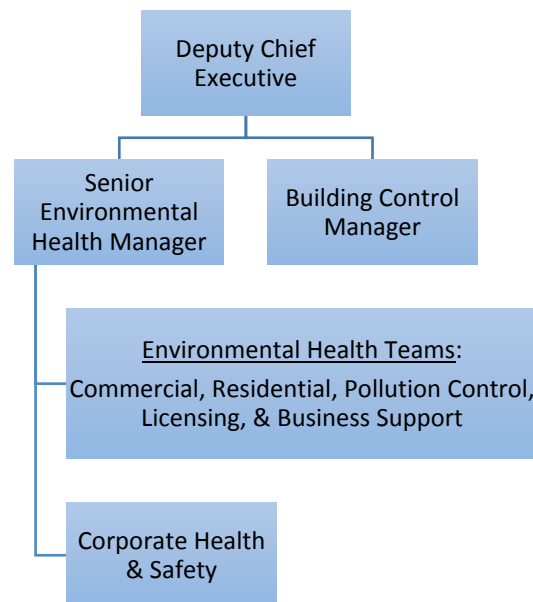 Deputy Chief
Executive
Senior
Environmental
Health Manager
Building Control
Manager
Environmental Health Teams:
Commercial, Residential, Pollution Control,
Licensing, & Business Support
Corporate Health
& Safety